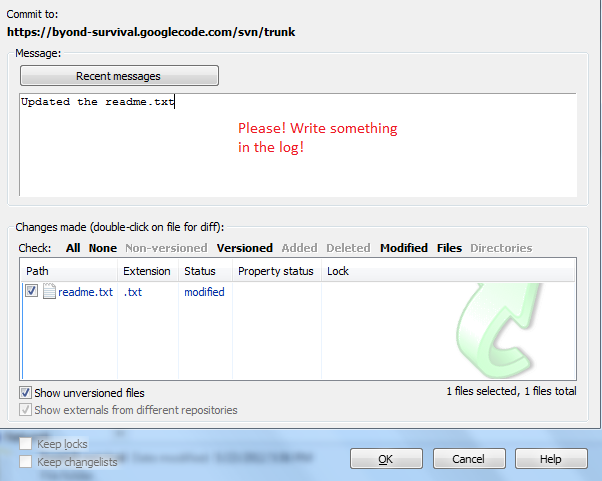 Commit to:
https://byond-survival.googlecode.com/svn/trunk
Message:
Recent messages
Updated the readme.txt
Please! Write something
in the log!
Changes made (double-click on file for diff):
Check: All None Non-versioned Versioned Added Deleted Modified Files Directories
Path Extension Status Property status Lock
readme.txt .txt modified
Show unversioned files 1 files selected, 1 files total
Show externals from different repositories
Keep locks
Keep changelists
OK Cancel Help